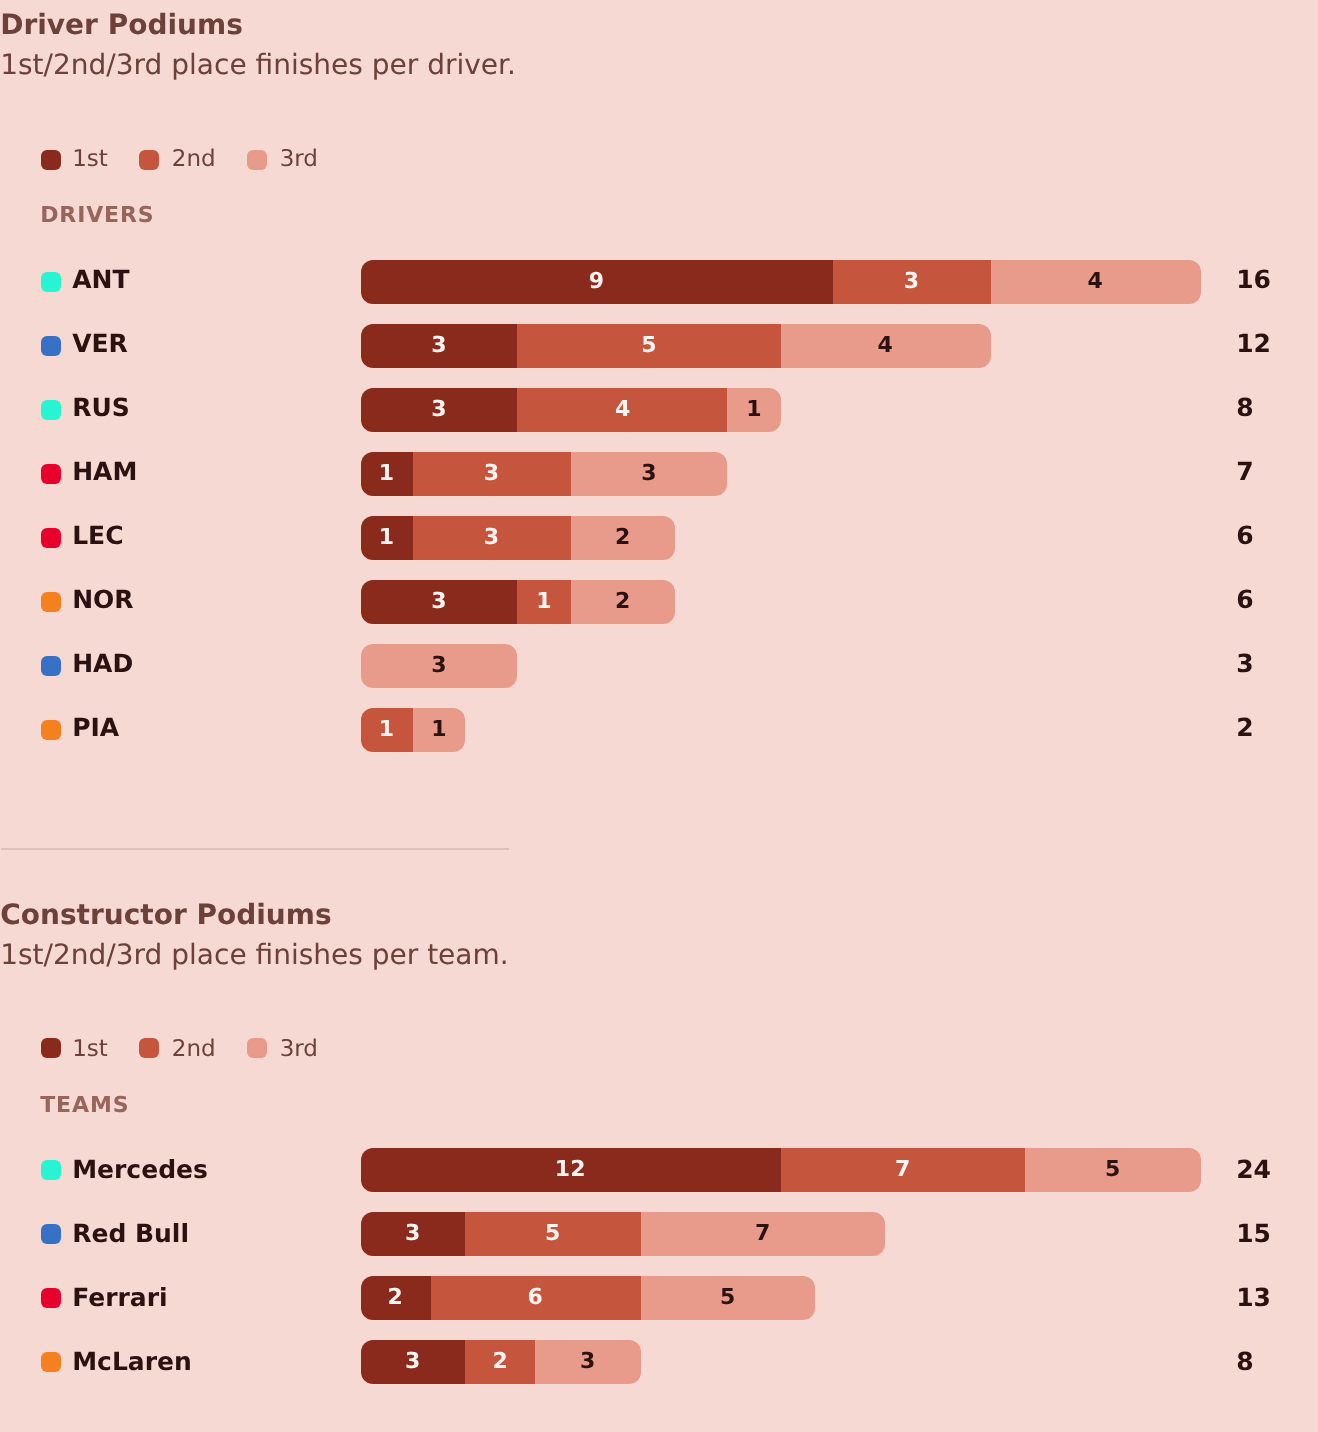 Driver Podiums
1st/2nd/3rd place finishes per driver.
1st 2nd 3rd
DRIVERS
ANT 9 3 4 16
VER 3 5 4 12
RUS 3 4 1 8
HAM 1 3 3 7
LEC 1 3 2 6
NOR 3 1 2 6
HAD 3 3
PIA 1 1 2
Constructor Podiums
1st/2nd/3rd place finishes per team.
1st 2nd 3rd
TEAMS
Mercedes 12 7 5 24
Red Bull 3 5 7 15
Ferrari 2 6 5 13
McLaren 3 2 3 8